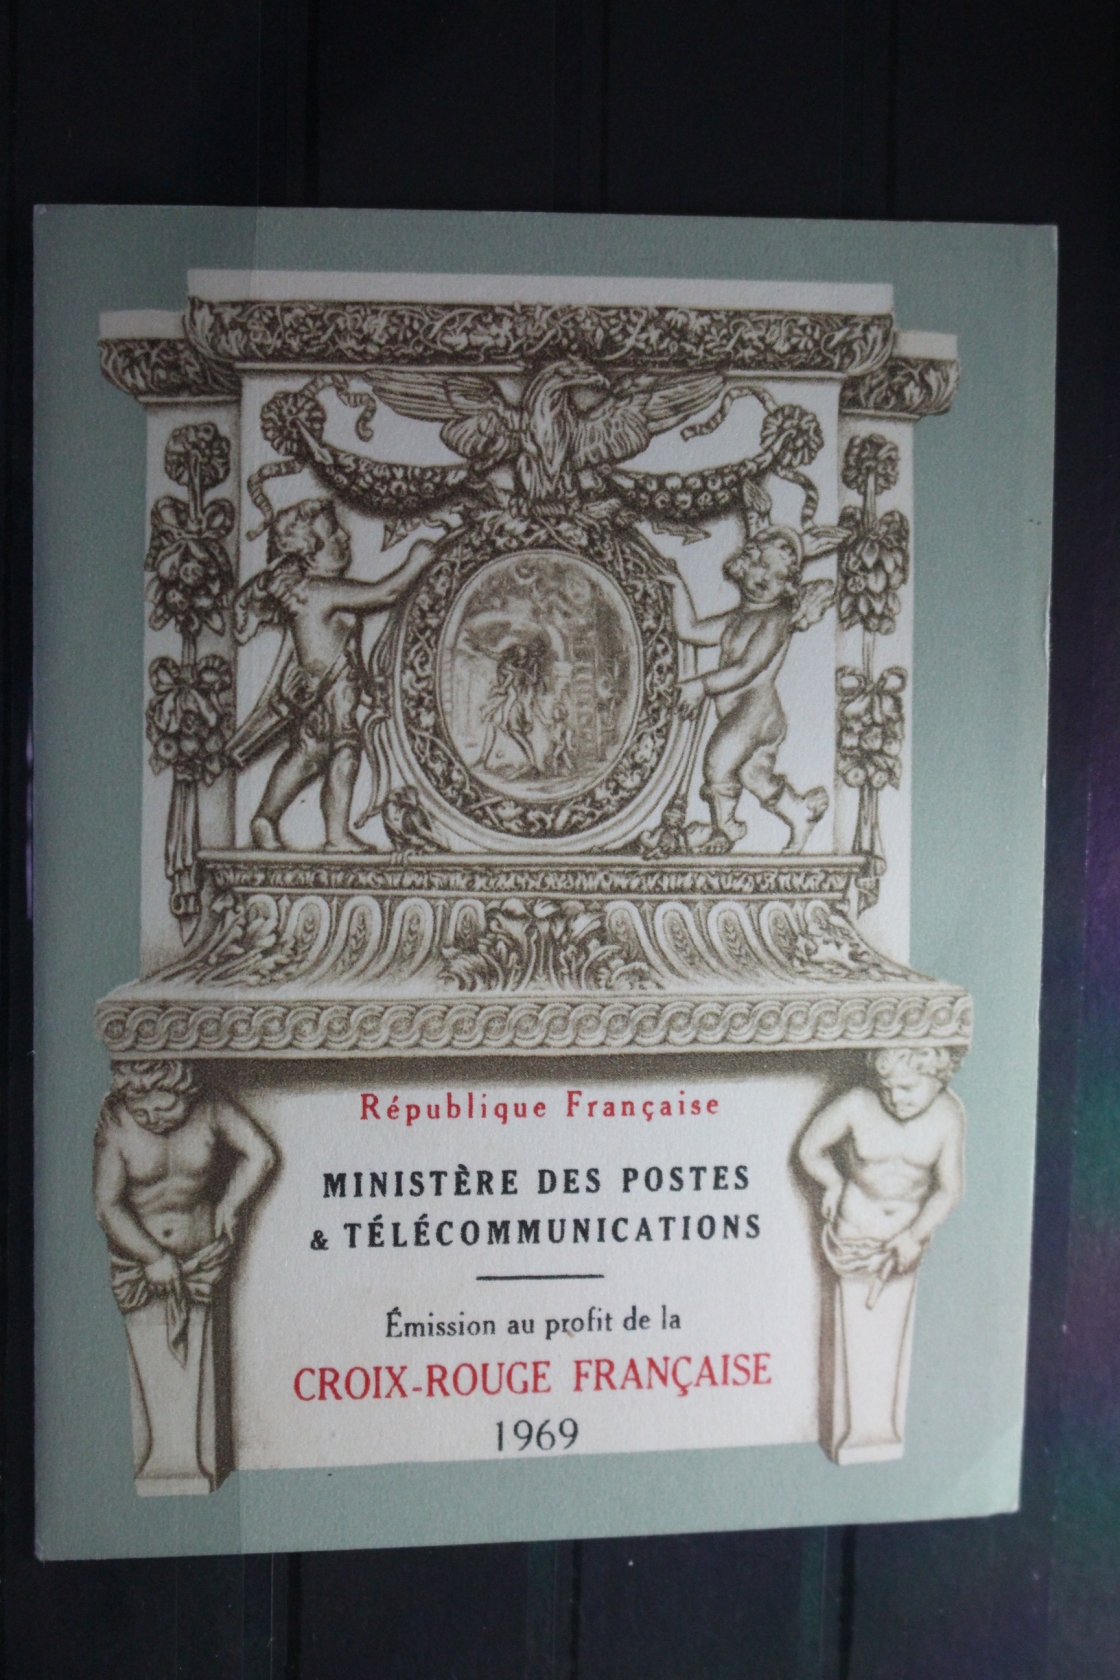 République Française
MINISTÈRE DES POSTES
& TÉLÉCOMMUNICATIONS
Émission au profit de la
CROIX-ROUGE FRANÇAISE
1969